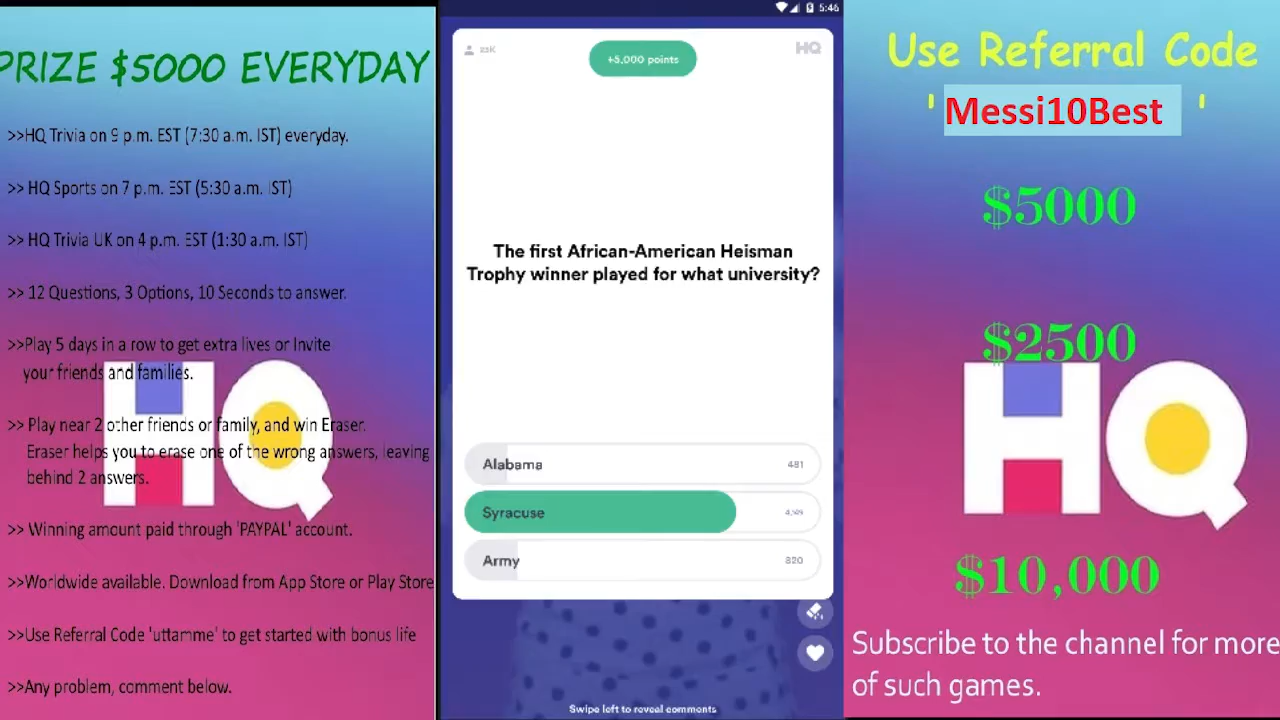 PRIZE $5000 EVERYDAY
>>HQ Trivia on 9 p.m. EST (7:30 a.m. IST) everyday.
>> HQ Sports on 7 p.m. EST (5:30 a.m. IST)
>> HQ Trivia UK on 4 p.m. EST (1:30 a.m. IST)
>> 12 Questions, 3 Options, 10 Seconds to answer.
>>Play 5 days in a row to get extra lives or Invite
your friends and families.
>> Play near 2 other friends or family, and win Eraser.
Eraser helps you to erase one of the wrong answers, leaving
behind 2 answers.
>> Winning amount paid through 'PAYPAL' account.
>>Worldwide available. Download from App Store or Play Store
>>Use Referral Code 'uttamme' to get started with bonus life
>>Any problem, comment below.
HQ
5:46
23K
+5,000 points
HQ
The first African-American Heisman
Trophy winner played for what university?
Alabama 481
Syracuse
Army 820
Swipe left to reveal comments
Use Referral Code
' Messi10Best '
$5000
$2500
HQ
$10,000
Subscribe to the channel for more
of such games.